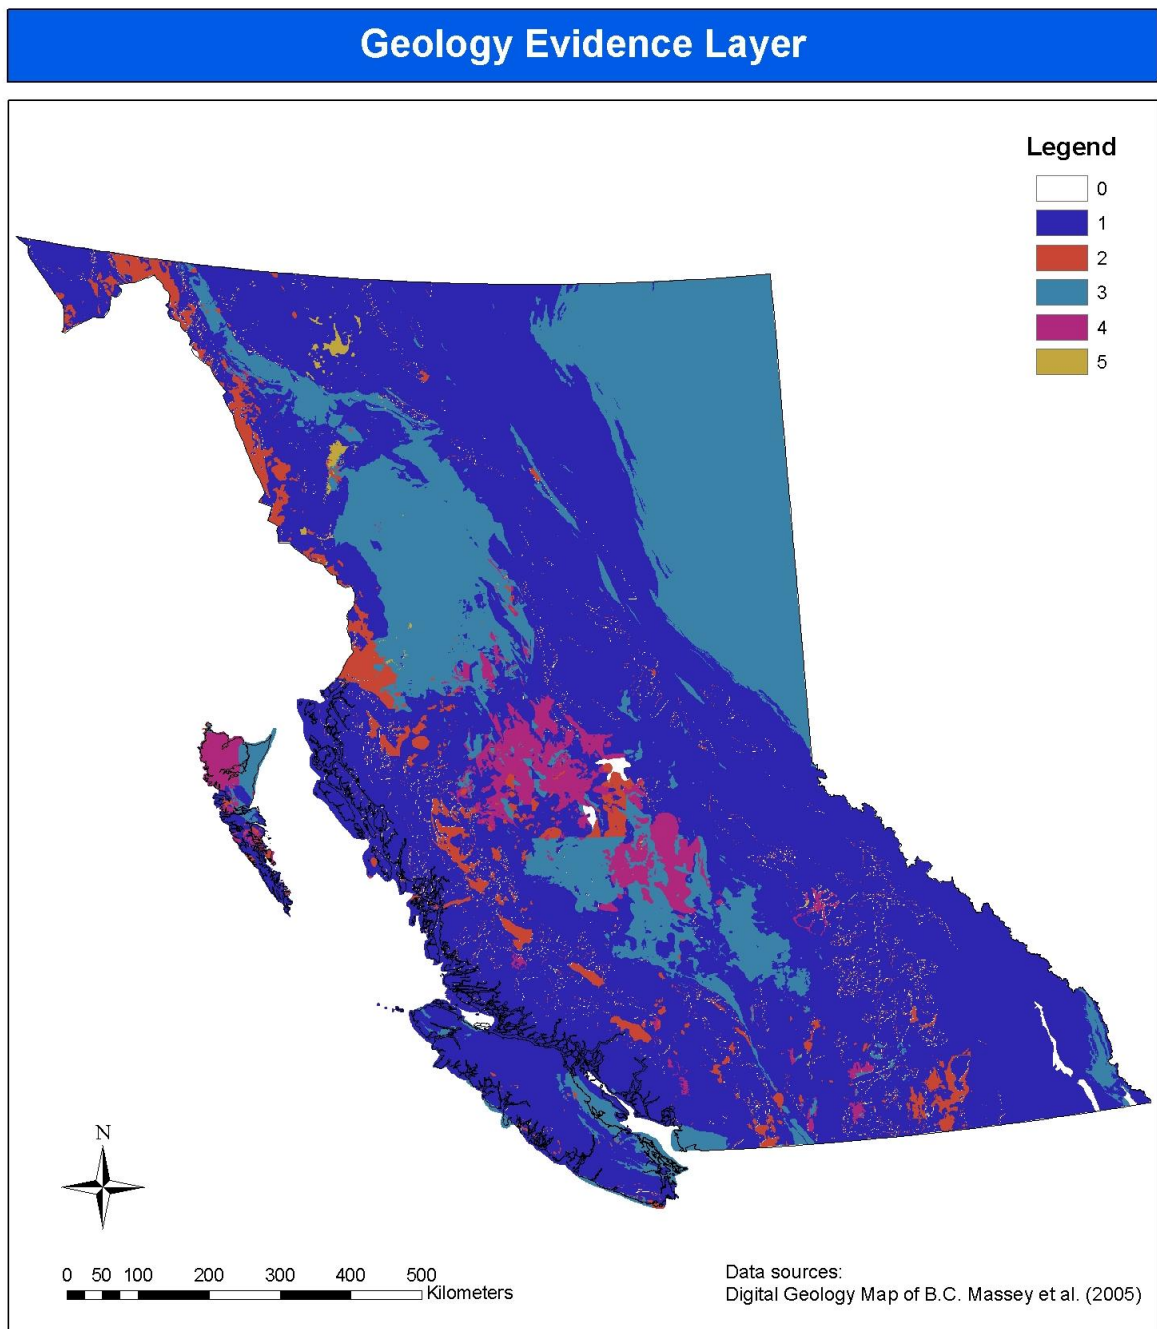 Geology Evidence Layer
Legend
0
1
2
3
4
5
N
0 50 100 200 300 400 500
Kilometers
Data sources:
Digital Geology Map of B.C. Massey et al. (2005)